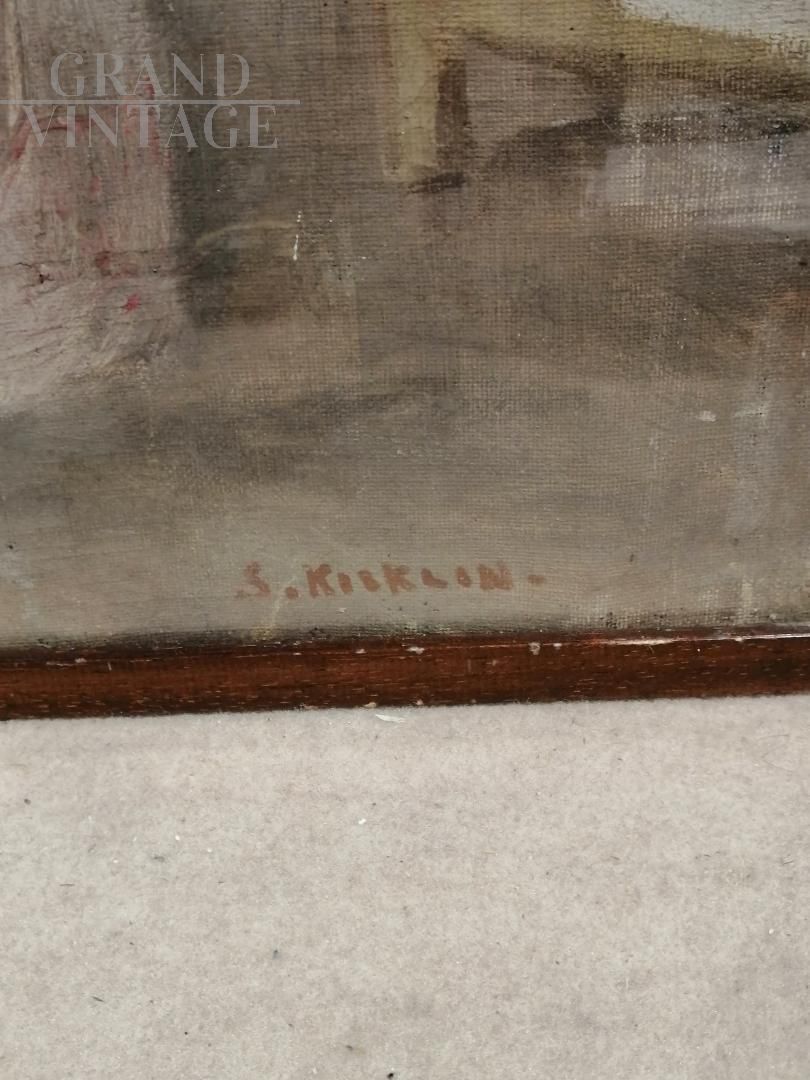 GRAND
VINTAGE
S. KISKLON.